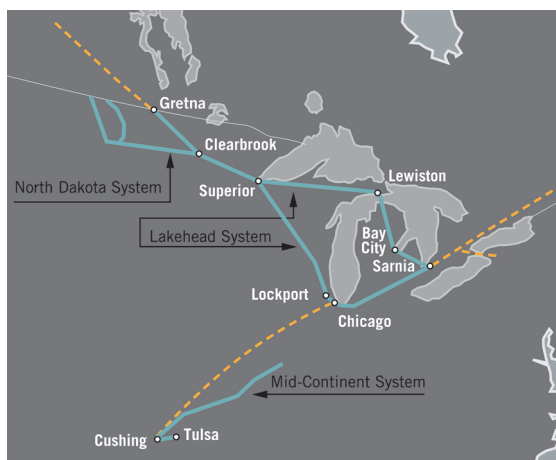 Gretna
Clearbrook
North Dakota System
Superior
Lewiston
Lakehead System
Bay
City
Sarnia
Lockport
Chicago
Mid-Continent System
Cushing
Tulsa